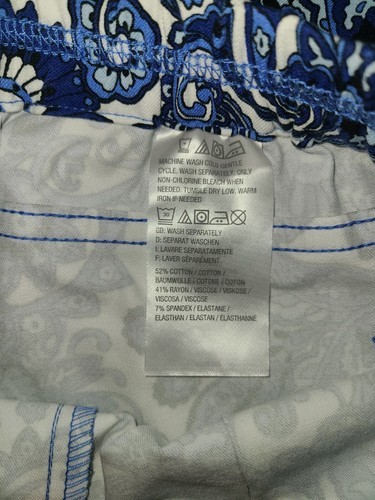 MACHINE WASH COLD GENTLE
CYCLE. WASH SEPARATELY. ONLY
NON-CHLORINE BLEACH WHEN
NEEDED. TUMBLE DRY LOW. WARM
IRON IF NEEDED
30
GB: WASH SEPARATELY
D: SEPARAT WASCHEN
I: LAVARE SEPARATAMENTE
F: LAVER SÉPARÉMENT
52% COTTON / COTON /
BAUMWOLLE / COTONE / COTON
41% RAYON / VISCOSE / VISKOSE /
VISCOSA / VISCOSE
7% SPANDEX / ELASTANE /
ELASTHAN / ELASTAN / ELASTHANNE